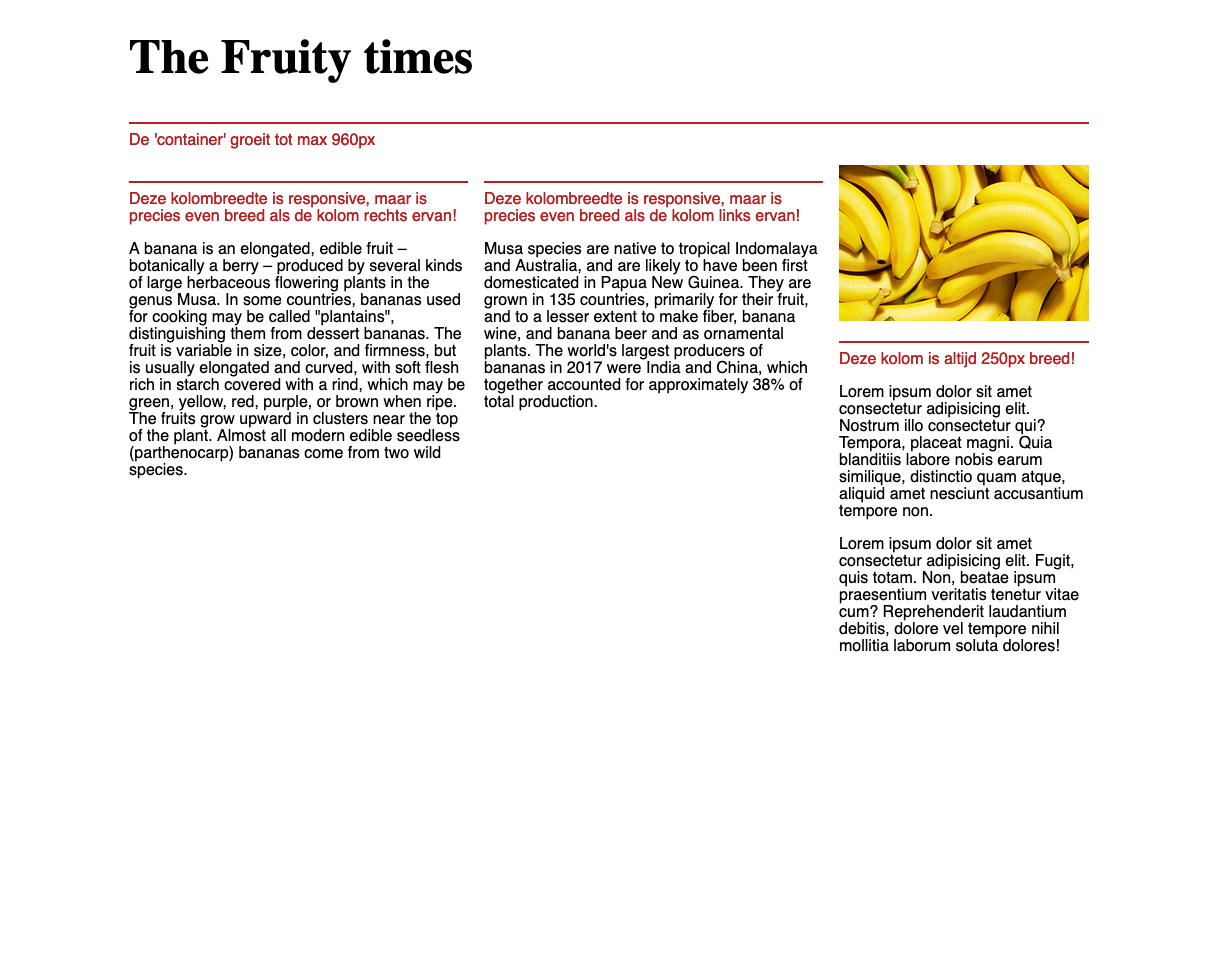 The Fruity times
De 'container' groeit tot max 960px
Deze kolombreedte is responsive, maar is
precies even breed als de kolom rechts ervan!
A banana is an elongated, edible fruit –
botanically a berry – produced by several kinds
of large herbaceous flowering plants in the
genus Musa. In some countries, bananas used
for cooking may be called "plantains",
distinguishing them from dessert bananas. The
fruit is variable in size, color, and firmness, but
is usually elongated and curved, with soft flesh
rich in starch covered with a rind, which may be
green, yellow, red, purple, or brown when ripe.
The fruits grow upward in clusters near the top
of the plant. Almost all modern edible seedless
(parthenocarp) bananas come from two wild
species.
Deze kolombreedte is responsive, maar is
precies even breed als de kolom links ervan!
Musa species are native to tropical Indomalaya
and Australia, and are likely to have been first
domesticated in Papua New Guinea. They are
grown in 135 countries, primarily for their fruit,
and to a lesser extent to make fiber, banana
wine, and banana beer and as ornamental
plants. The world's largest producers of
bananas in 2017 were India and China, which
together accounted for approximately 38% of
total production.
Deze kolom is altijd 250px breed!
Lorem ipsum dolor sit amet
consectetur adipisicing elit.
Nostrum illo consectetur qui?
Tempora, placeat magni. Quia
blanditiis labore nobis earum
similique, distinctio quam atque,
aliquid amet nesciunt accusantium
tempore non.
Lorem ipsum dolor sit amet
consectetur adipisicing elit. Fugit,
quis totam. Non, beatae ipsum
praesentium veritatis tenetur vitae
cum? Reprehenderit laudantium
debitis, dolore vel tempore nihil
mollitia laborum soluta dolores!